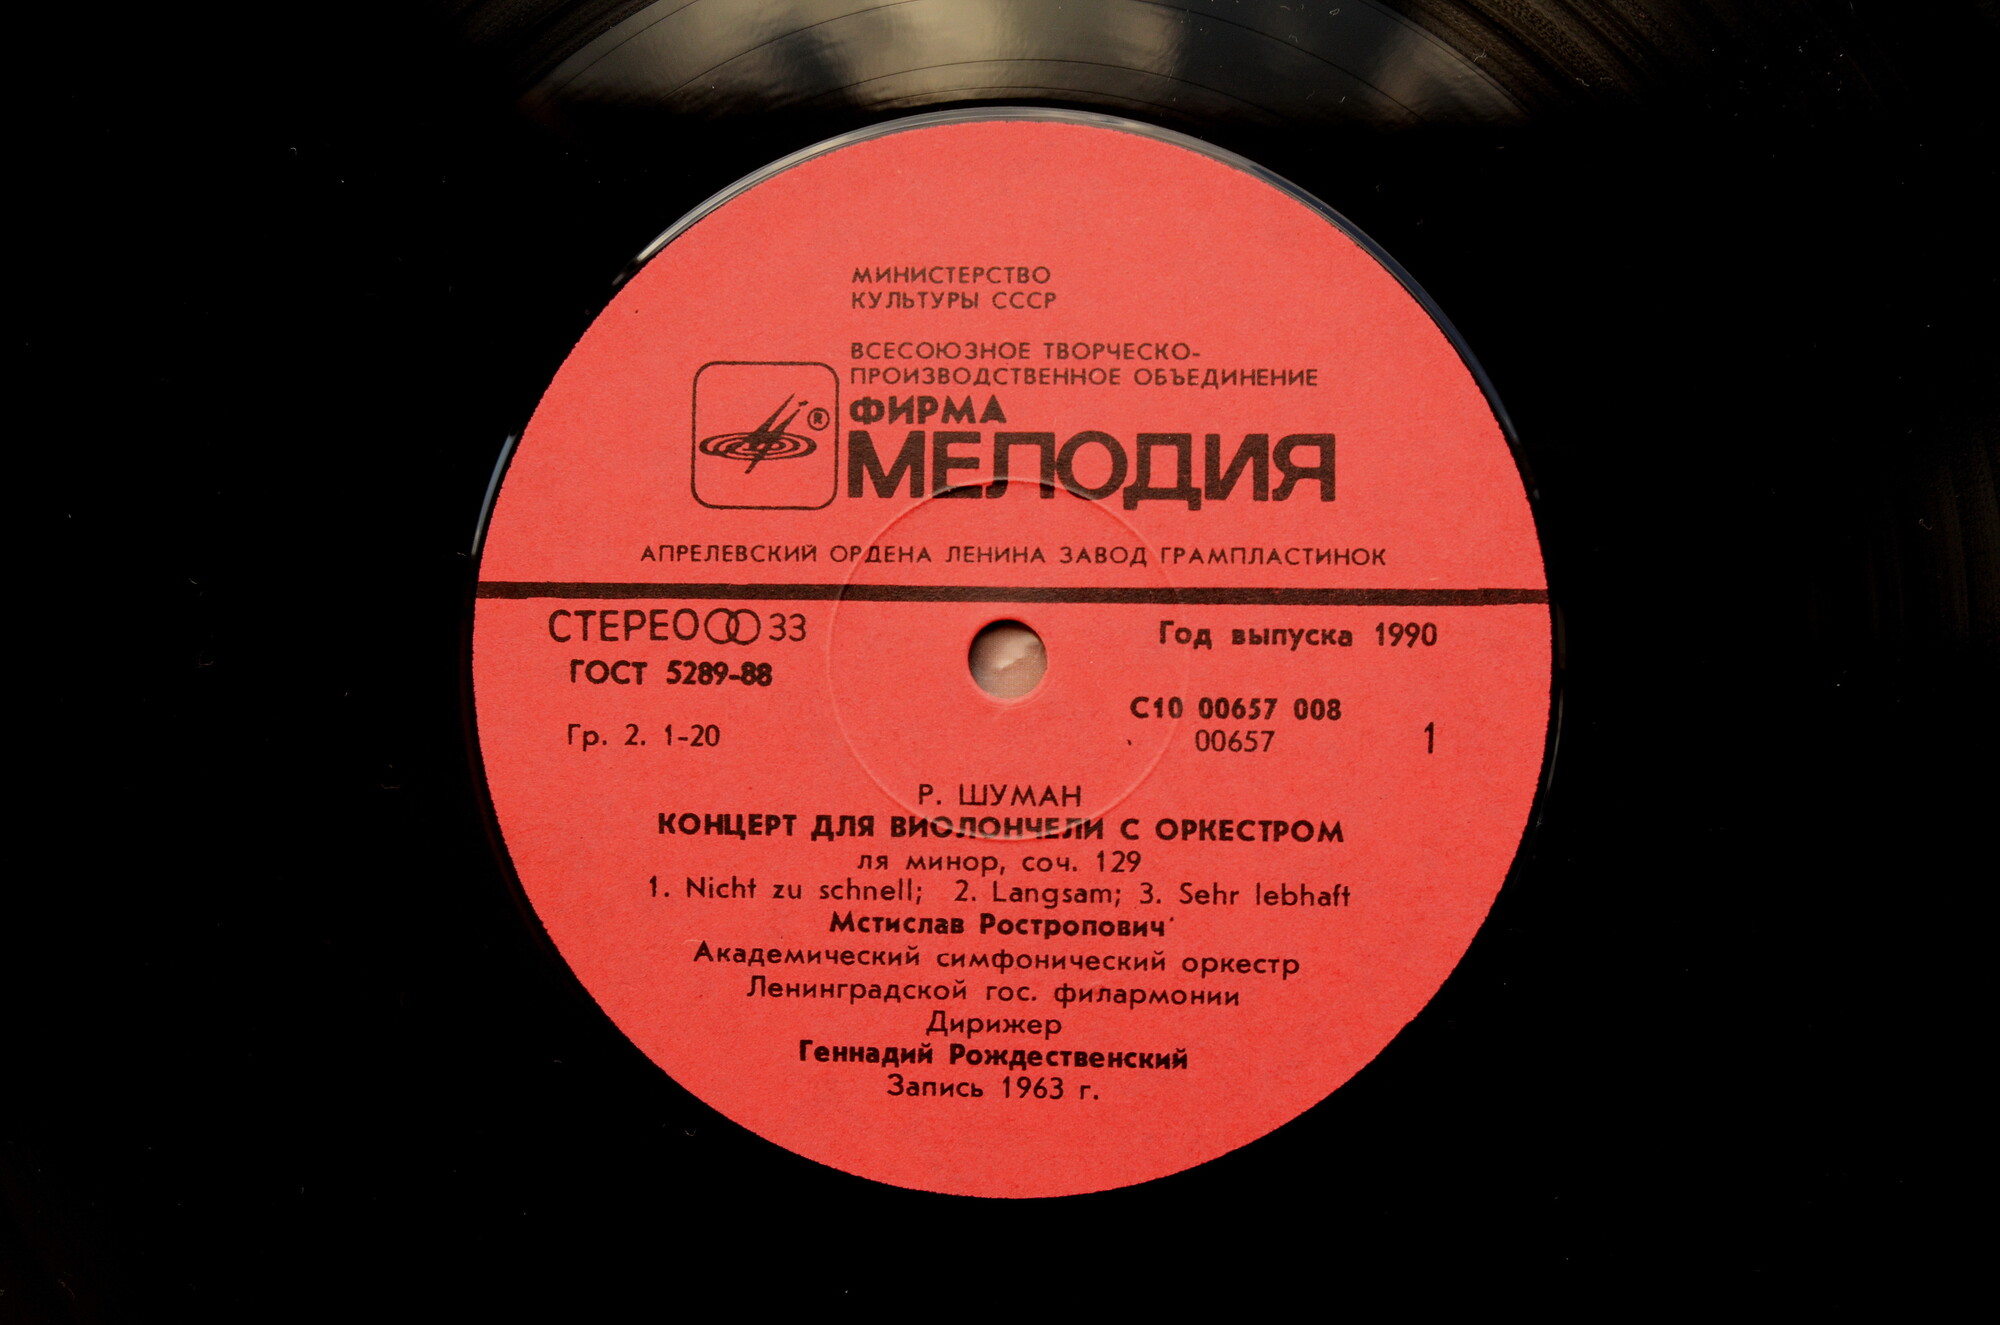 МИНИСТЕРСТВО
КУЛЬТУРЫ СССР
ВСЕСОЮЗНОЕ ТВОРЧЕСКО-
ПРОИЗВОДСТВЕННОЕ ОБЪЕДИНЕНИЕ
®
ФИРМА
МЕЛОДИЯ
АПРЕЛЕВСКИЙ ОРДЕНА ЛЕНИНА ЗАВОД ГРАМПЛАСТИНОК
СТЕРЕО 33
Год выпуска 1990
ГОСТ 5289-88
С10 00657 008
Гр. 2. 1-20
00657
1
Р. ШУМАН
КОНЦЕРТ ДЛЯ ВИОЛОНЧЕЛИ С ОРКЕСТРОМ
ля минор, соч. 129
1. Nicht zu schnell; 2. Langsam; 3. Sehr lebhaft
Мстислав Ростропович
Академический симфонический оркестр
Ленинградской гос. филармонии
Дирижер
Геннадий Рождественский
Запись 1963 г.